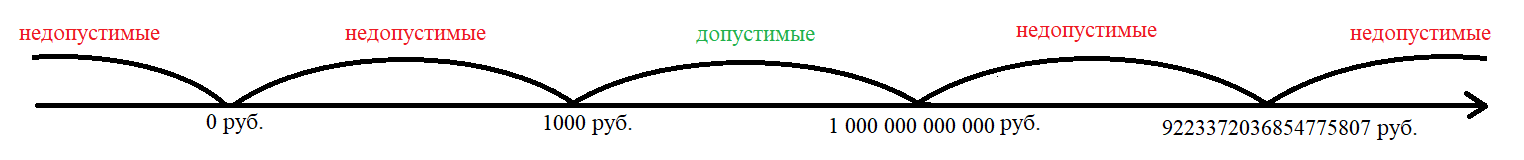 недопустимые недопустимые допустимые недопустимые недопустимые
0 руб. 1000 руб. 1 000 000 000 000 руб. 9223372036854775807 руб.